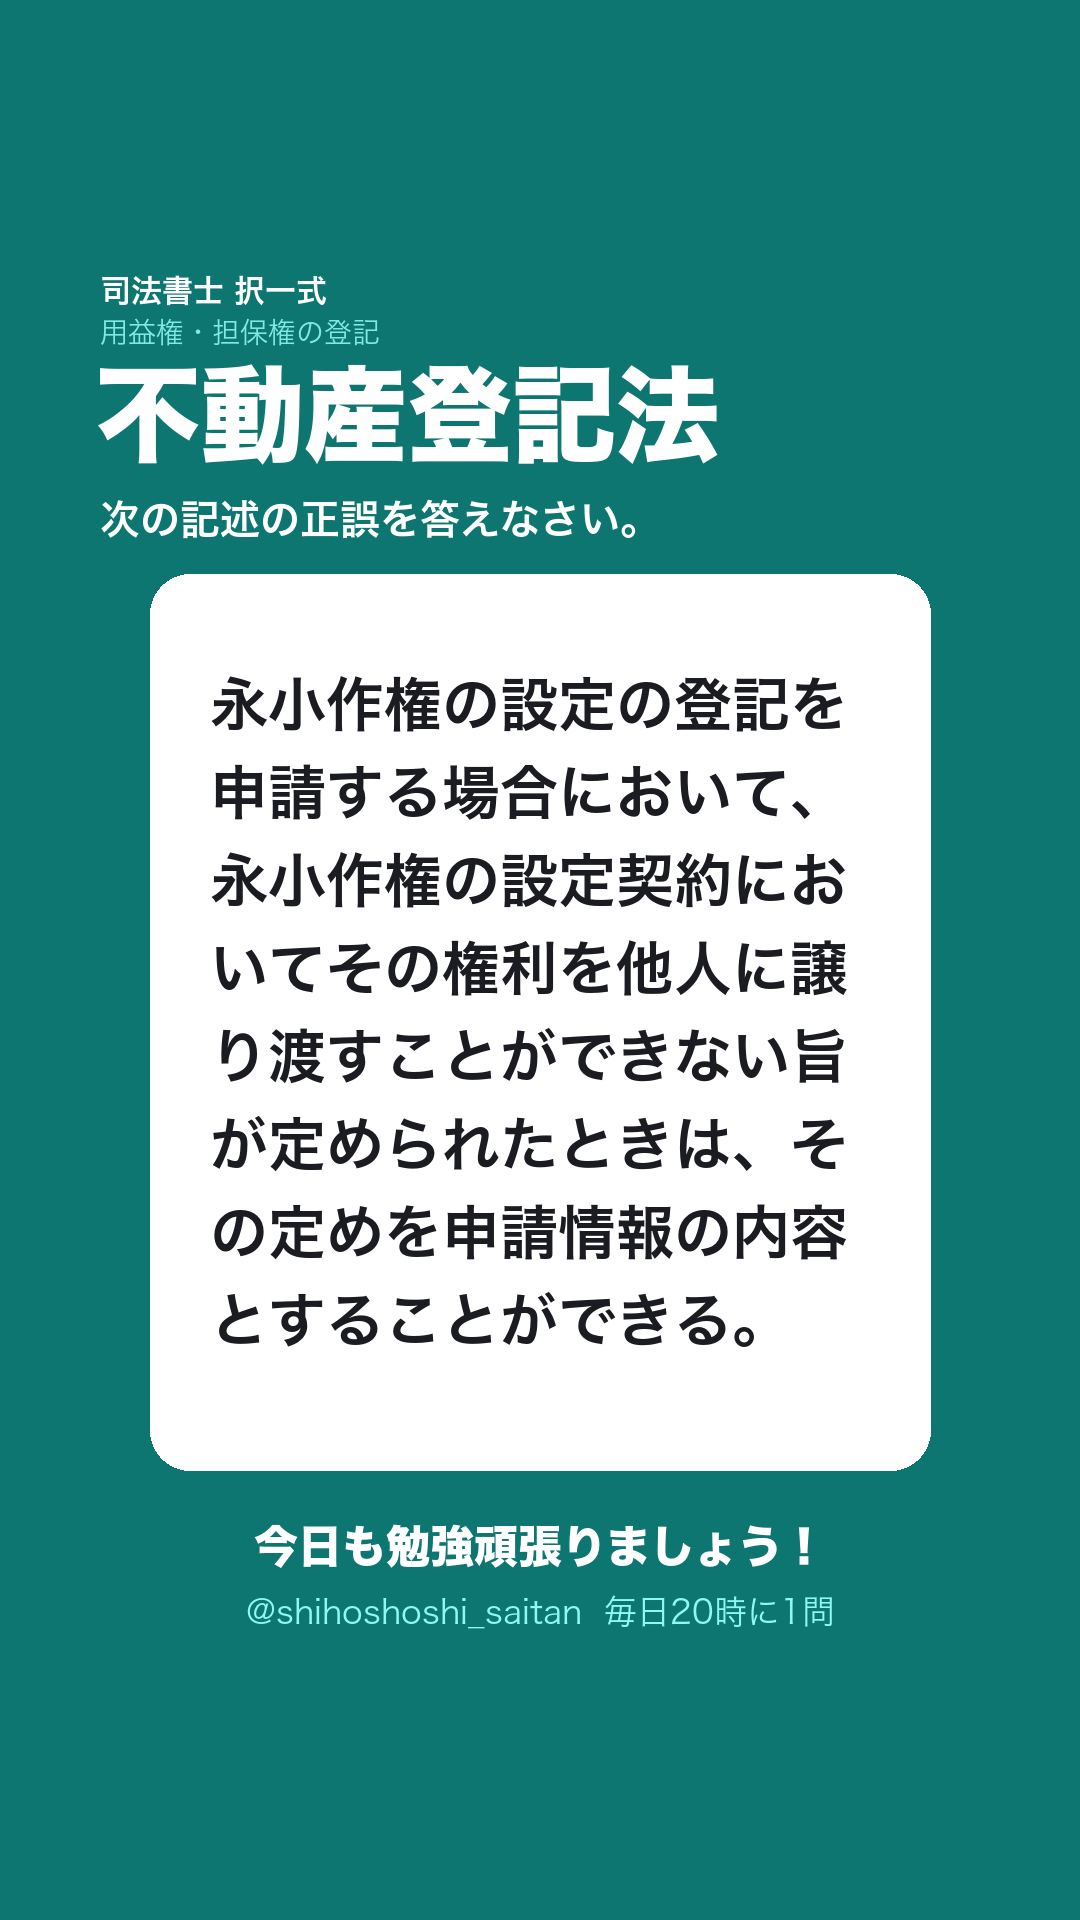 司法書士 択一式
用益権・担保権の登記
不動産登記法
次の記述の正誤を答えなさい。
永小作権の設定の登記を
申請する場合において、
永小作権の設定契約にお
いてその権利を他人に譲
り渡すことができない旨
が定められたときは、そ
の定めを申請情報の内容
とすることができる。
今日も勉強頑張りましょう！
@shihoshoshi_saitan 毎日20時に1問